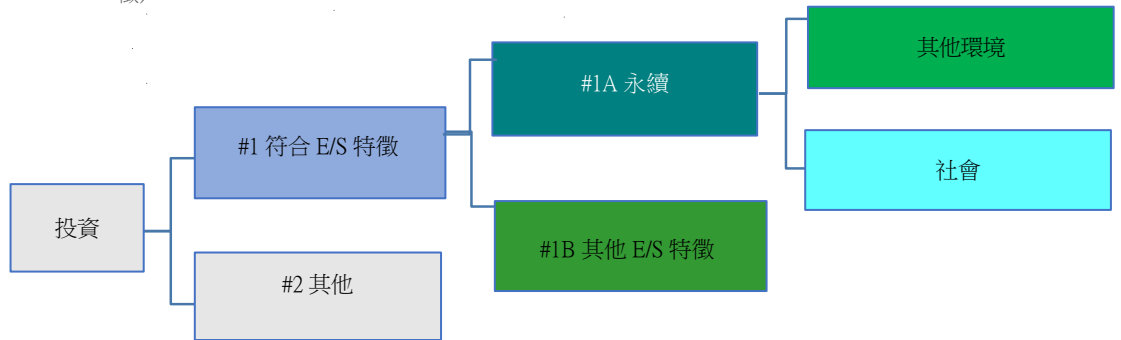 投資
#1 符合 E/S 特徵
#2 其他
#1A 永續
#1B 其他 E/S 特徵
其他環境
社會